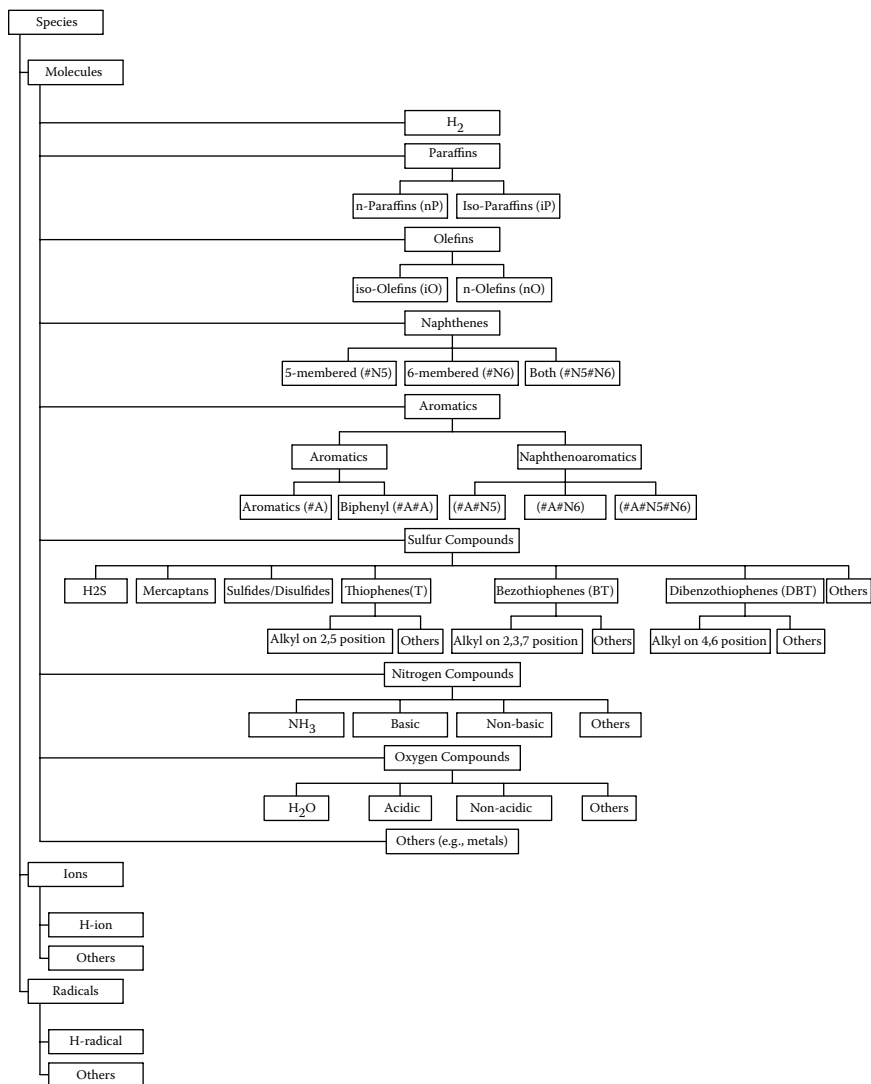 Species
Molecules
H2
Paraffins
n-Paraffins (nP) Iso-Paraffins (iP)
Olefins
iso-Olefins (iO) n-Olefins (nO)
Naphthenes
5-membered (#N5) 6-membered (#N6) Both (#N5#N6)
Aromatics
Aromatics Naphthenoaromatics
Aromatics (#A) Biphenyl (#A#A) (#A#N5) (#A#N6) (#A#N5#N6)
Sulfur Compounds
H2S Mercaptans Sulfides/Disulfides Thiophenes(T) Bezothiophenes (BT) Dibenzothiophenes (DBT) Others
Alkyl on 2,5 position Others Alkyl on 2,3,7 position Others Alkyl on 4,6 position Others
Nitrogen Compounds
NH3 Basic Non-basic Others
Oxygen Compounds
H2O Acidic Non-acidic Others
Others (e.g., metals)
Ions
H-ion
Others
Radicals
H-radical
Others